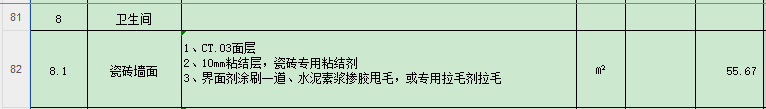 81 8 卫生间
82 8.1 瓷砖墙面 1、CT.03面层
2、10mm粘结层，瓷砖专用粘结剂
3、界面剂涂刷一道、水泥素浆掺胶甩毛，或专用拉毛剂拉毛
㎡ 55.67